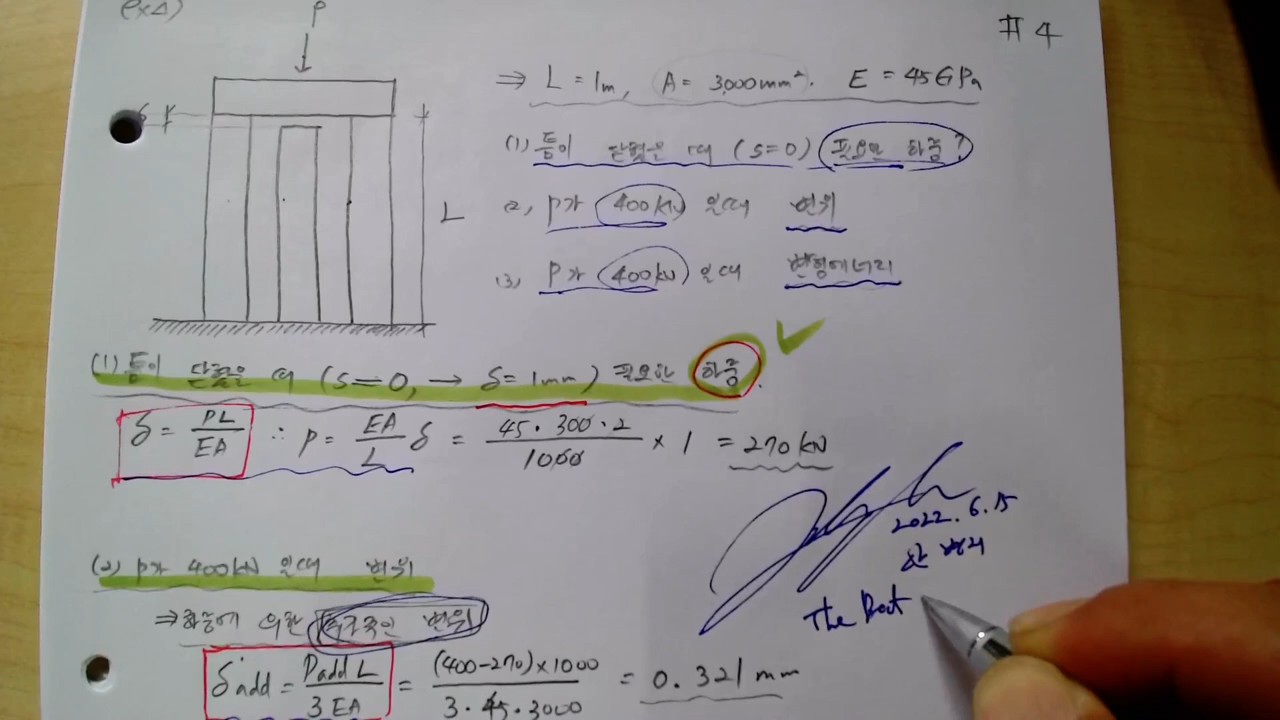 ex4)
P
#4
⇒ L = 1m, A = 3,000mm². E = 45GPa
(1) 틈이 닫혔을 때 (S=0) 필요한 하중?
(2) P가 400kN 일때 변위
(3) P가 400kN 일때 변형에너지
L
(1) 틈이 닫혔을 때 (S=0, → δ=1mm) 필요한 하중.
δ = PL/EA ∴ P = EA/L δ = 45·300·2/1000 × 1 = 270 kN
2022.6.15
The Best
(2) P가 400kN 일때 변위
⇒ 하중에 의한 추가적인 변위
δadd = Padd L/3EA = (400-270)×1000/3·45·3000 = 0.321 mm